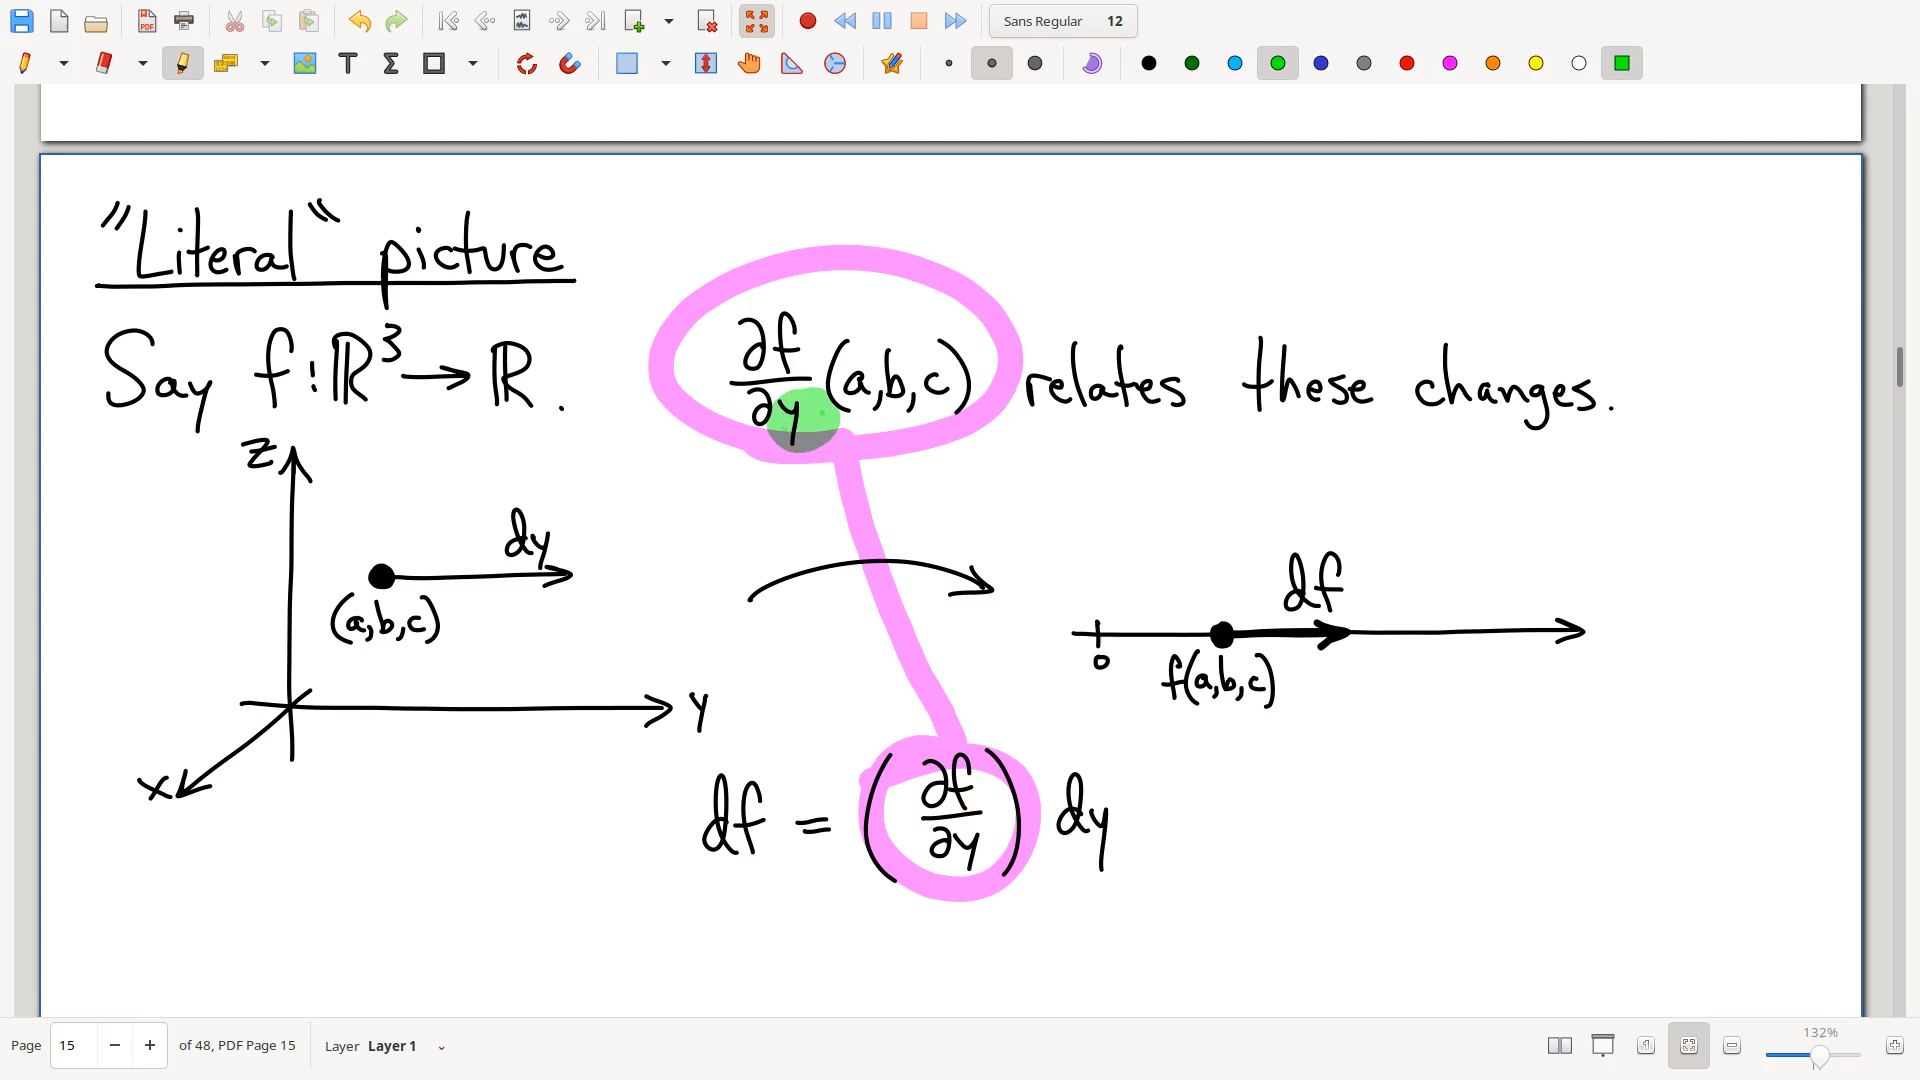 Sans Regular 12
"Literal" picture
Say f: ℝ³ → ℝ.
∂f/∂y (a,b,c) relates these changes.
z
dy
(a,b,c)
df
0
f(a,b,c)
y
x
df = (∂f/∂y) dy
Page 15 of 48, PDF Page 15 Layer Layer 1
132%